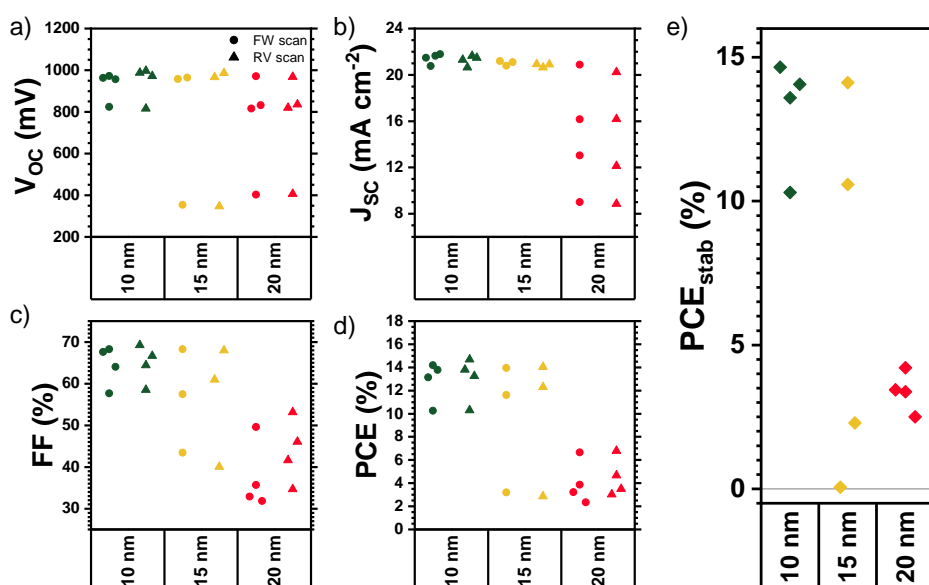 a)
1200
1000
800
600
400
200
V_OC (mV)
FW scan
RV scan
10 nm
15 nm
20 nm
b)
24
20
16
12
8
J_SC (mA cm-2)
10 nm
15 nm
20 nm
c)
70
60
50
40
30
FF (%)
10 nm
15 nm
20 nm
d)
18
16
14
12
10
8
6
4
2
0
PCE (%)
10 nm
15 nm
20 nm
e)
15
10
5
0
PCE_stab (%)
10 nm
15 nm
20 nm